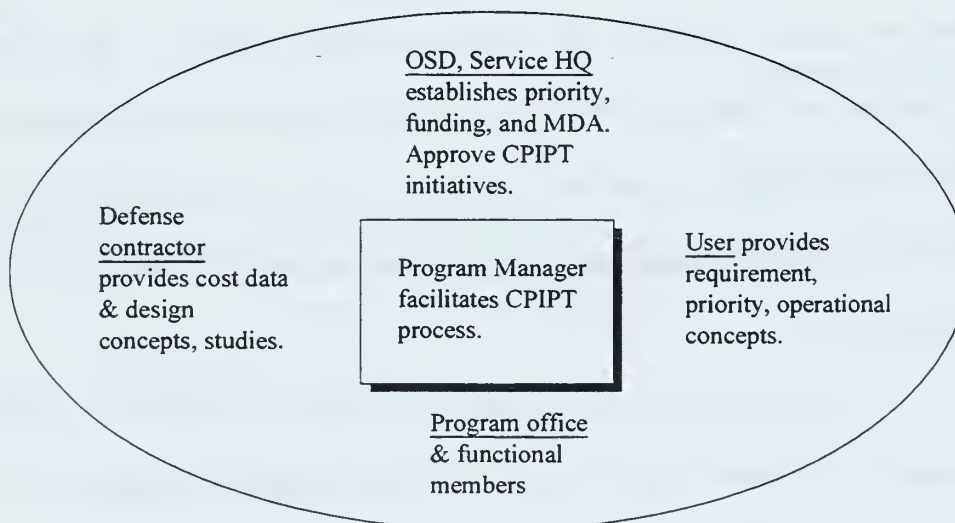 OSD, Service HQ
establishes priority,
funding, and MDA.
Approve CPIPT
initiatives.
Defense
contractor
provides cost data
& design
concepts, studies.
Program Manager
facilitates CPIPT
process.
User provides
requirement,
priority, operational
concepts.
Program office
& functional
members